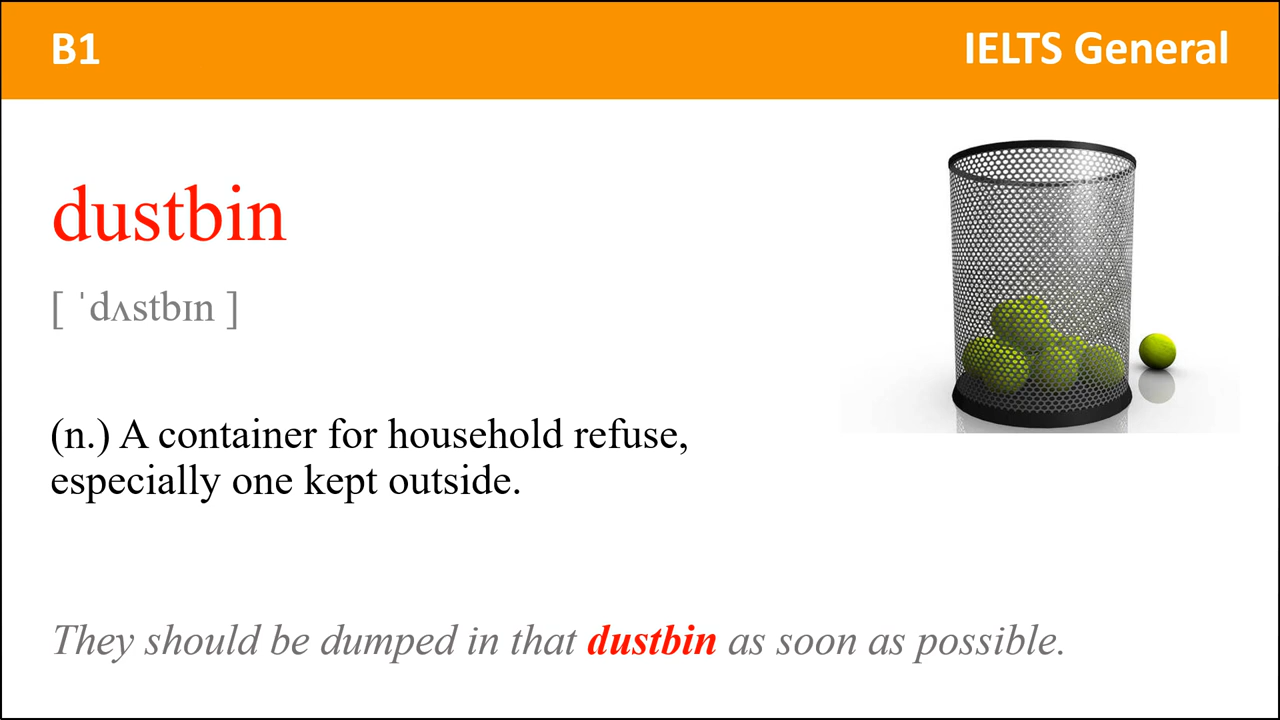 B1
IELTS General
dustbin
[ ˈdʌstbɪn ]
(n.) A container for household refuse,
especially one kept outside.
They should be dumped in that dustbin as soon as possible.